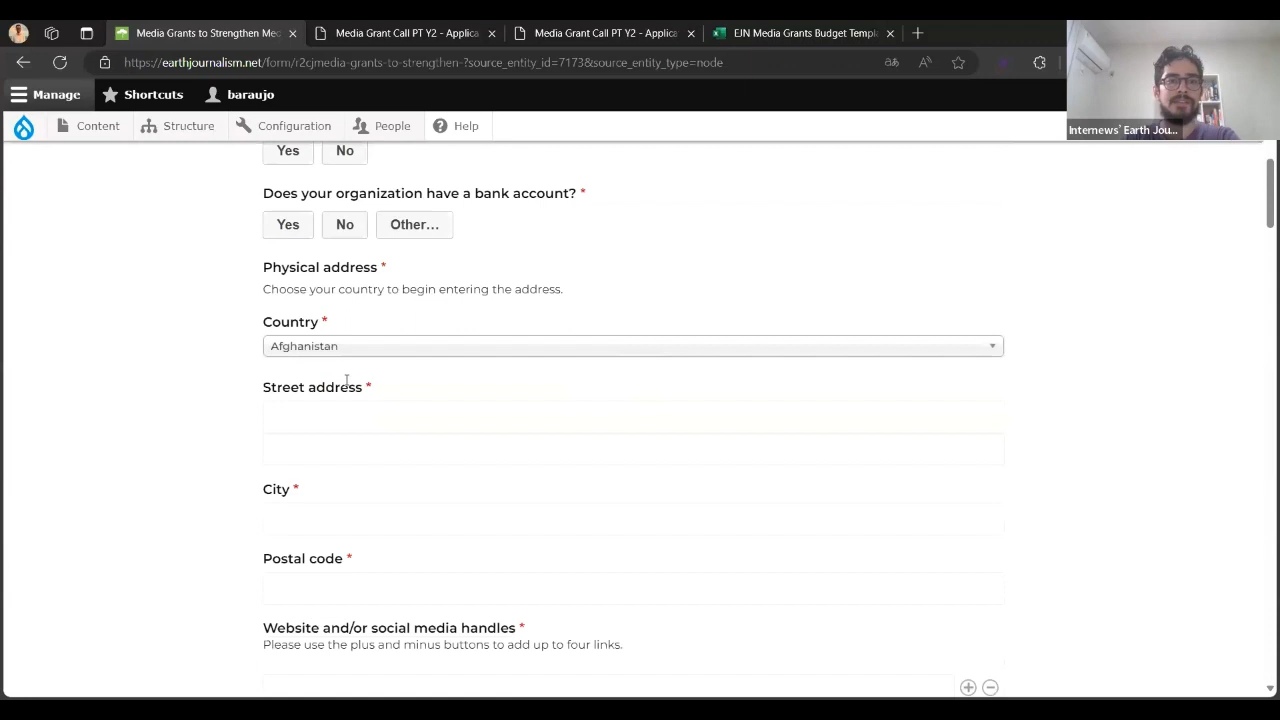 Media Grants to Strengthen Mec
Media Grant Call PT Y2 - Applica
Media Grant Call PT Y2 - Applica
EJN Media Grants Budget Templ
https://earthjournalism.net/form/r2cjmedia-grants-to-strengthen-?source_entity_id=7173&source_entity_type=node
Manage
Shortcuts
baraujo
Internews' Earth Jou...
Content
Structure
Configuration
People
Help
Yes
No
Does your organization have a bank account? *
Yes
No
Other...
Physical address *
Choose your country to begin entering the address.
Country *
Afghanistan
Street address *
City *
Postal code *
Website and/or social media handles *
Please use the plus and minus buttons to add up to four links.